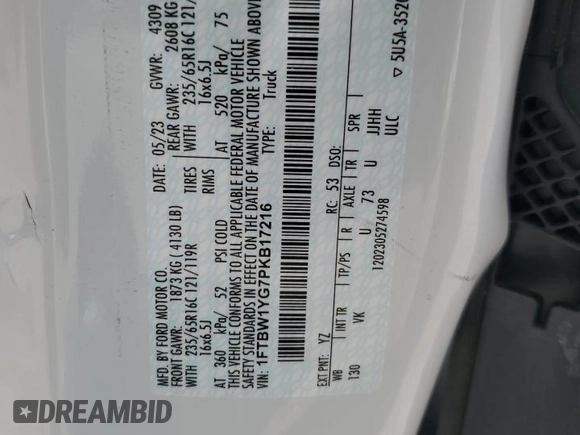 MFD. BY FORD MOTOR CO.
DATE: 05/23 GVWR: 4309
FRONT GAWR: 1873 KG ( 4130 LB) REAR GAWR: 2608 KG
WITH 235/65R16C 121/119R TIRES 235/65R16C 121/
16x6.5J RIMS 16x6.5J
AT 360 kPa/ 52 PSI COLD AT 520 kPa/ 75
THIS VEHICLE CONFORMS TO ALL APPLICABLE FEDERAL MOTOR VEHICLE
SAFETY STANDARDS IN EFFECT ON THE DATE OF MANUFACTURE SHOWN ABOVE
VIN: 1FTBW1YG7PKB17216
TYPE: Truck
EXT PNT: YZ RC: 53 DSO:
WB INT TR TP/PS R AXLE TR SPR
130 VK U 73 U JJHH
ULC
1202305274598 ▽ 5U5A-3520
DREAMBID